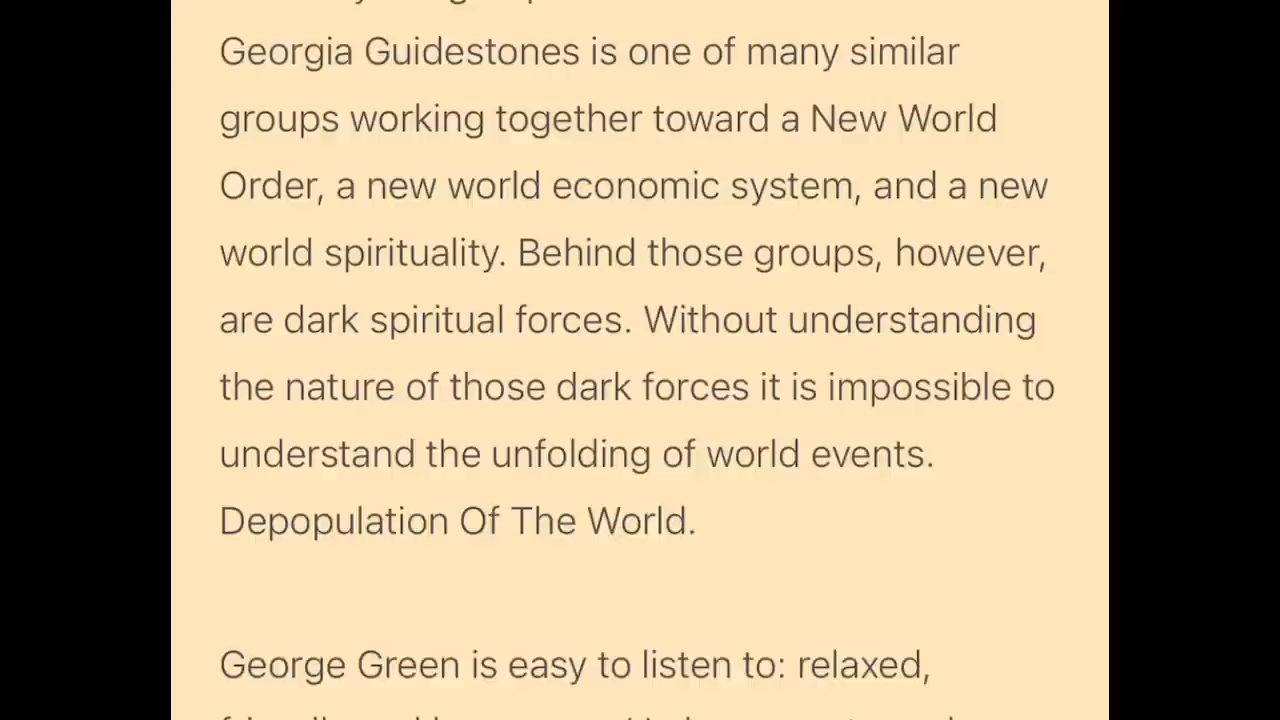 Georgia Guidestones is one of many similar
groups working together toward a New World
Order, a new world economic system, and a new
world spirituality. Behind those groups, however,
are dark spiritual forces. Without understanding
the nature of those dark forces it is impossible to
understand the unfolding of world events.
Depopulation Of The World.
George Green is easy to listen to: relaxed,